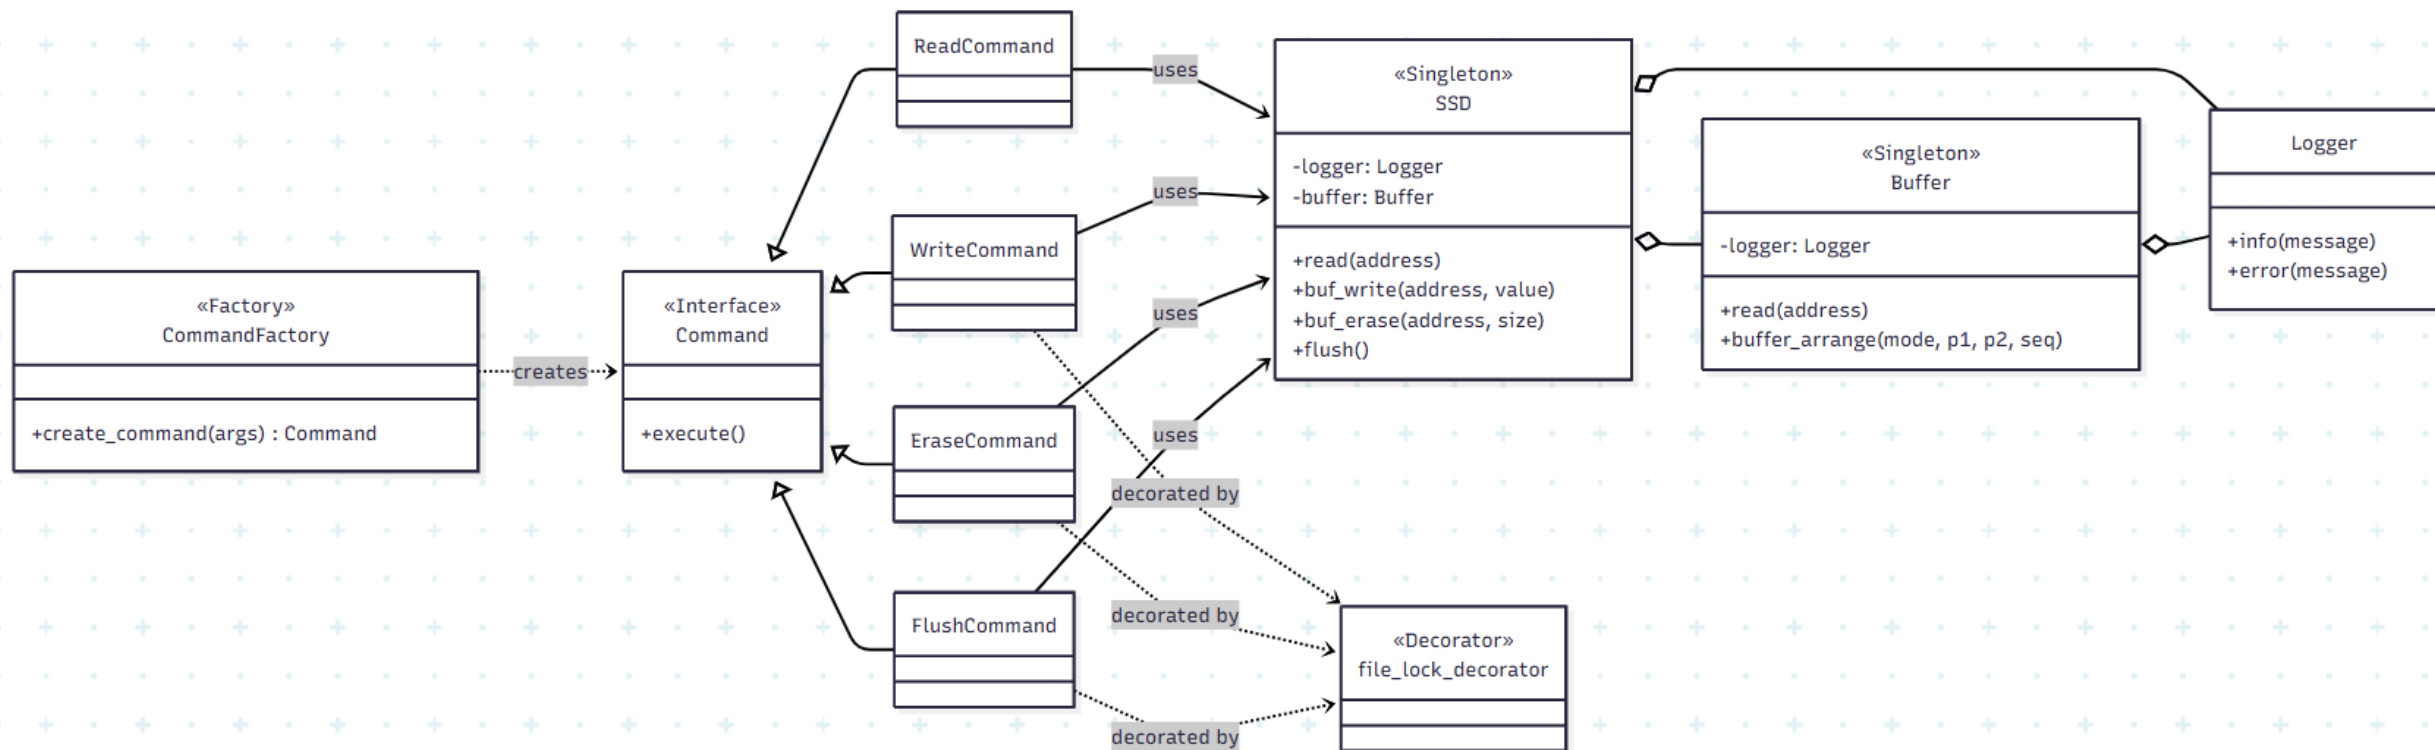 «Factory»
CommandFactory
+create_command(args) : Command
creates
«Interface»
Command
+execute()
ReadCommand
WriteCommand
EraseCommand
FlushCommand
uses
uses
uses
uses
decorated by
decorated by
decorated by
«Singleton»
SSD
-logger: Logger
-buffer: Buffer
+read(address)
+buf_write(address, value)
+buf_erase(address, size)
+flush()
«Decorator»
file_lock_decorator
«Singleton»
Buffer
-logger: Logger
+read(address)
+buffer_arrange(mode, p1, p2, seq)
Logger
+info(message)
+error(message)